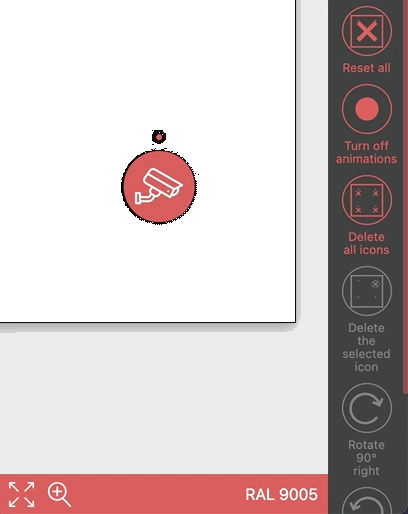 Reset all
Turn off
animations
Delete
all icons
Delete
the
selected
icon
Rotate
90°
right
RAL 9005